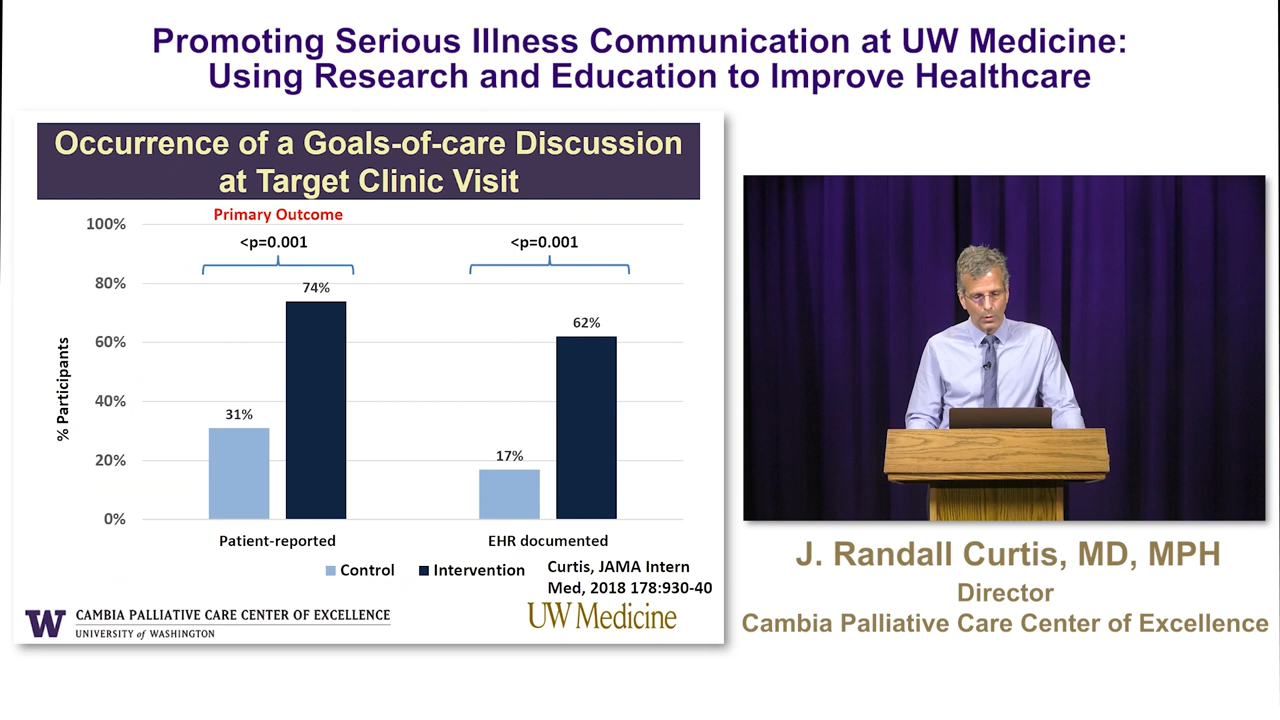 Promoting Serious Illness Communication at UW Medicine:
Using Research and Education to Improve Healthcare
Occurrence of a Goals-of-care Discussion
at Target Clinic Visit
Primary Outcome
100%
80%
60%
40%
20%
0%
% Participants
<p=0.001
<p=0.001
31%
74%
17%
62%
Patient-reported
EHR documented
Control
Intervention
Curtis, JAMA Intern
Med, 2018 178:930-40
W
CAMBIA PALLIATIVE CARE CENTER OF EXCELLENCE
UNIVERSITY of WASHINGTON
UW Medicine
J. Randall Curtis, MD, MPH
Director
Cambia Palliative Care Center of Excellence